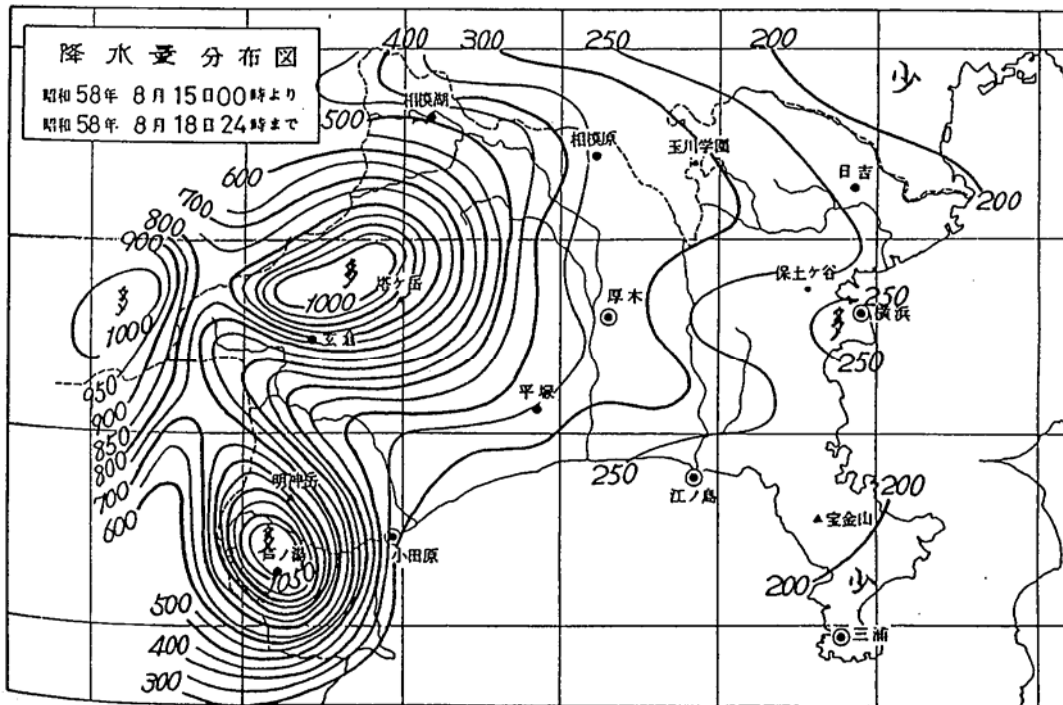 降水量分布図
昭和58年 8月15日00時より
昭和58年 8月18日24時まで
400
300
250
200
少
500
相模湖
相模原
玉川学園
日吉
200
600
700
800
900
多
1000
多
塔ヶ岳
1000
玄倉
厚木
保土ケ谷
250
横浜
多
250
950
900
850
800
700
600
平塚
明神岳
多
芦ノ湯
1050
小田原
250
江ノ島
200
宝金山
200
少
三浦
500
400
300